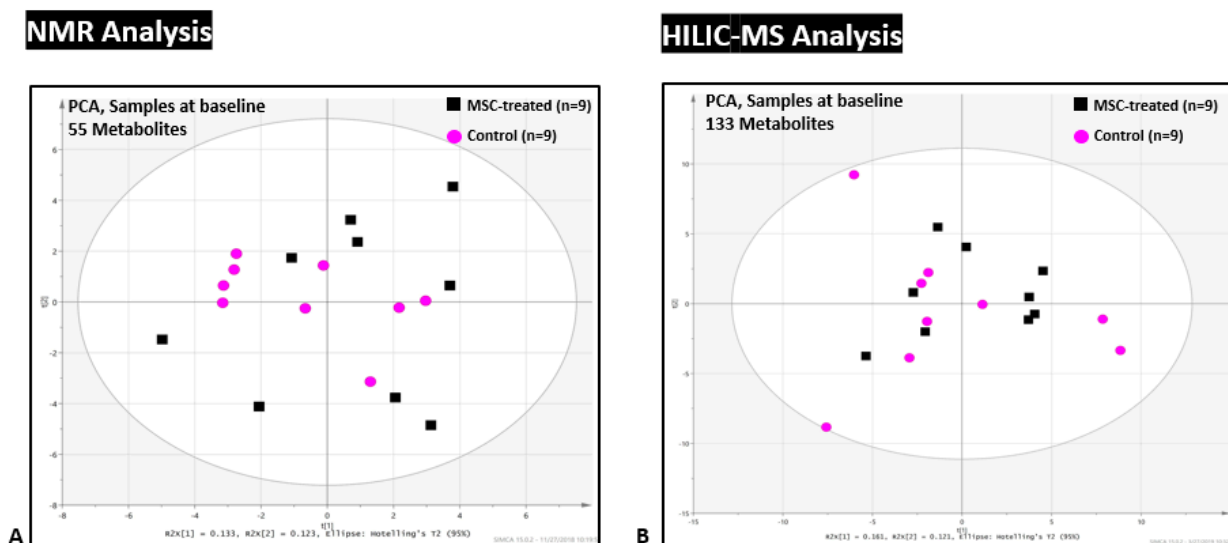 NMR Analysis
HILIC-MS Analysis
PCA, Samples at baseline
55 Metabolites
MSC-treated (n=9)
Control (n=9)
6
4
2
0
-2
-4
-6
-8
-8
-6
-4
-2
0
2
4
6
t[2]
t[1]
R2X[1] = 0.133, R2X[2] = 0.123, Ellipse: Hotelling's T2 (95%)
A
PCA, Samples at baseline
133 Metabolites
MSC-treated (n=9)
Control (n=9)
10
5
0
-5
-10
-15
-15
-10
-5
0
5
10
t[2]
t[1]
R2X[1] = 0.161, R2X[2] = 0.121, Ellipse: Hotelling's T2 (95%)
B